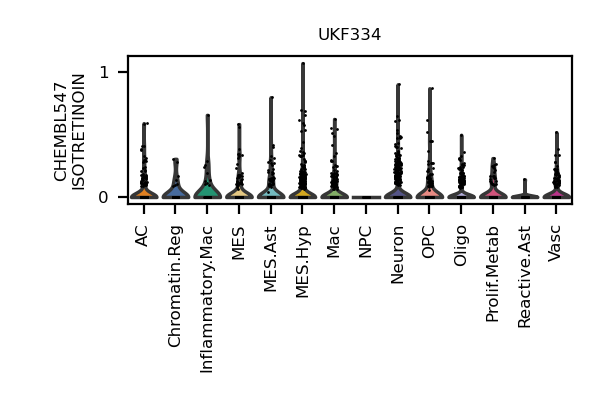 UKF334
CHEMBL547
ISOTRETINOIN
1
0
AC
Chromatin.Reg
Inflammatory.Mac
MES
MES.Ast
MES.Hyp
Mac
NPC
Neuron
OPC
Oligo
Prolif.Metab
Reactive.Ast
Vasc